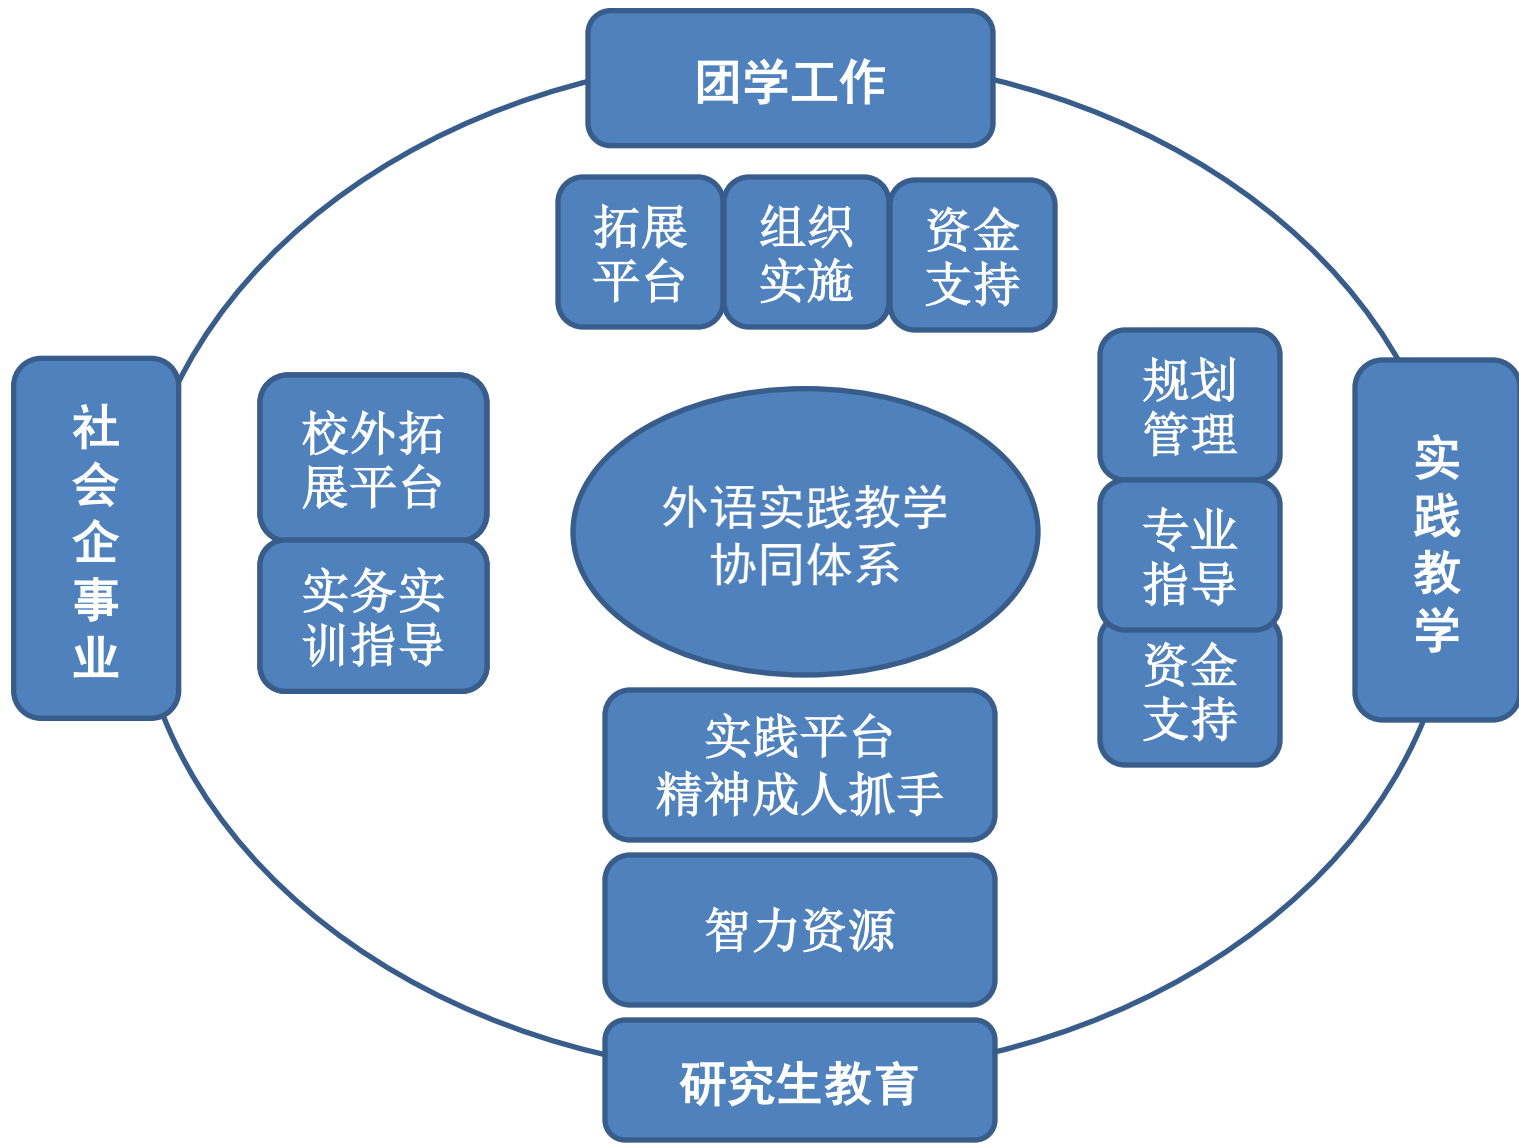 团学工作
拓展
平台
组织
实施
资金
支持
社
会
企
事
业
校外拓
展平台
实务实
训指导
外语实践教学
协同体系
规划
管理
专业
指导
资金
支持
实
践
教
学
实践平台
精神成人抓手
智力资源
研究生教育